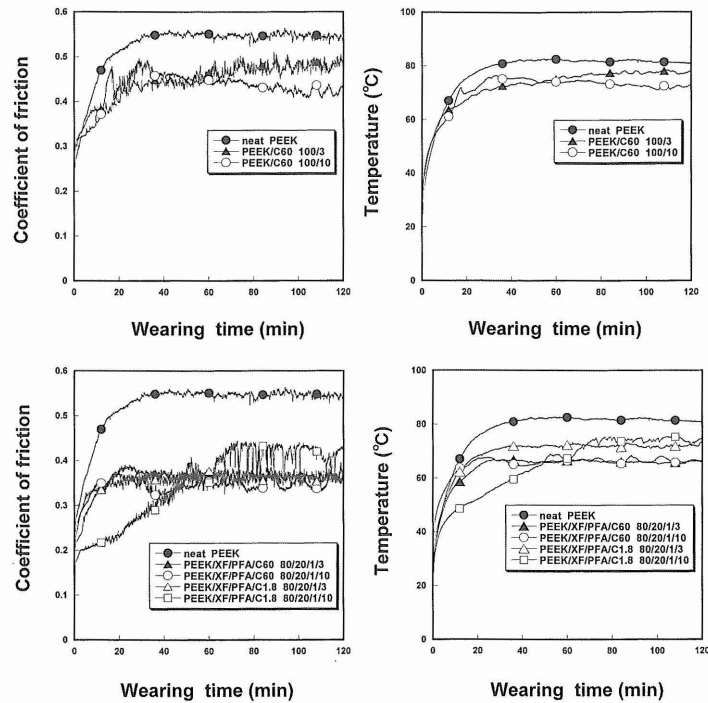 Coefficient of friction
0.6
0.5
0.4
0.3
0.2
0.1
0
neat PEEK
PEEK/C60 100/3
PEEK/C60 100/10
0 20 40 60 80 100 120
Wearing time (min)
Temperature (°C)
100
80
60
40
20
0
neat PEEK
PEEK/C60 100/3
PEEK/C60 100/10
0 20 40 60 80 100 120
Wearing time (min)
Coefficient of friction
0.6
0.5
0.4
0.3
0.2
0.1
0
neat PEEK
PEEK/XF/PFA/C60 80/20/1/3
PEEK/XF/PFA/C60 80/20/1/10
PEEK/XF/PFA/C1.8 80/20/1/3
PEEK/XF/PFA/C1.8 80/20/1/10
0 20 40 60 80 100 120
Wearing time (min)
Temperature (°C)
100
80
60
40
20
0
neat PEEK
PEEK/XF/PFA/C60 80/20/1/3
PEEK/XF/PFA/C60 80/20/1/10
PEEK/XF/PFA/C1.8 80/20/1/3
PEEK/XF/PFA/C1.8 80/20/1/10
0 20 40 60 80 100 120
Wearing time (min)